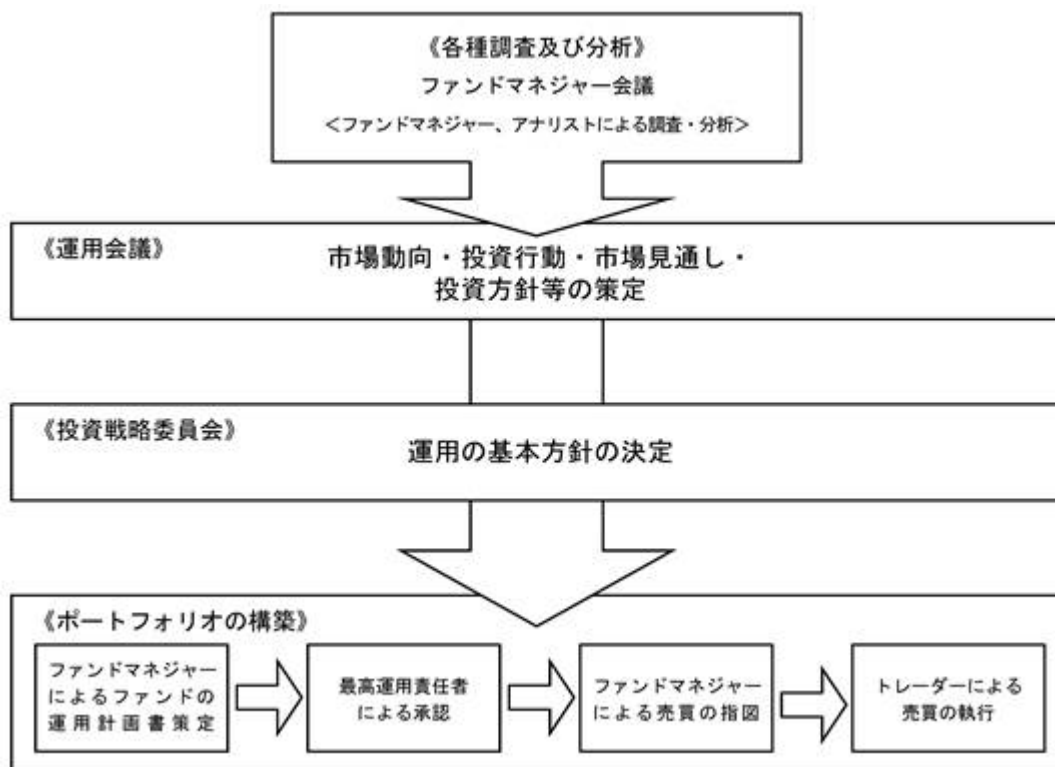 《各種調査及び分析》
ファンドマネジャー会議
＜ファンドマネジャー、アナリストによる調査・分析＞
《運用会議》
市場動向・投資行動・市場見通し・
投資方針等の策定
《投資戦略委員会》
運用の基本方針の決定
《ポートフォリオの構築》
ファンドマネジャー
によるファンドの
運用計画書策定
最高運用責任者
による承認
ファンドマネジャー
による売買の指図
トレーダーによる
売買の執行